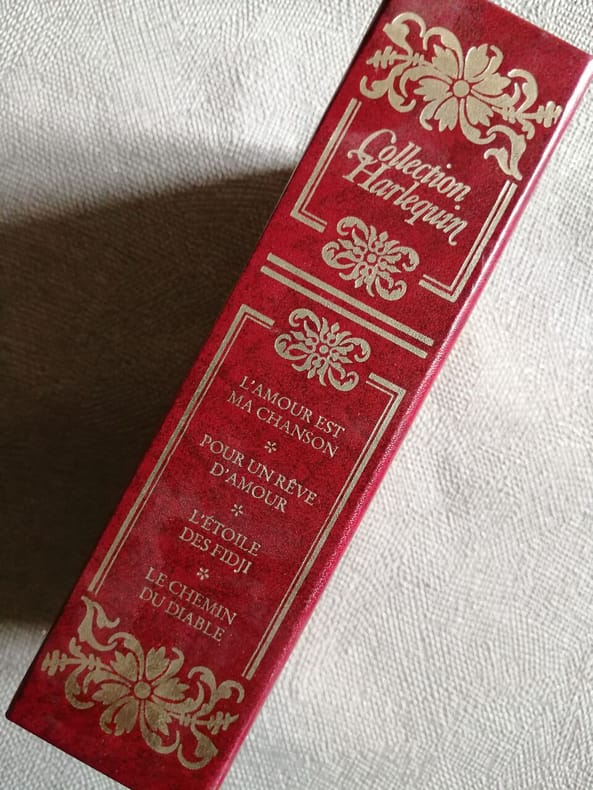 Collection
Harlequin
L'AMOUR EST
MA CHANSON
POUR UN RÊVE
D'AMOUR
L'ÉTOILE
DES FIDJI
LE CHEMIN
DU DIABLE